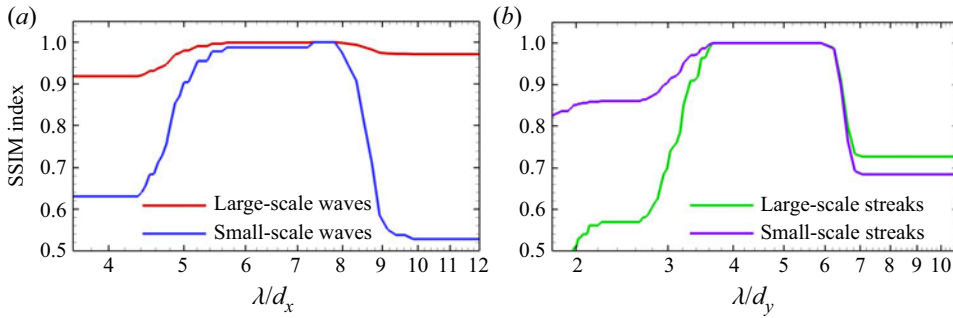 (a)
1.0
0.9
0.8
0.7
0.6
0.5
SSIM index
Large-scale waves
Small-scale waves
4 5 6 7 8 9 10 11 12
λ/dx
(b)
1.0
0.9
0.8
0.7
0.6
0.5
Large-scale streaks
Small-scale streaks
2 3 4 5 6 7 8 9 10
λ/dy